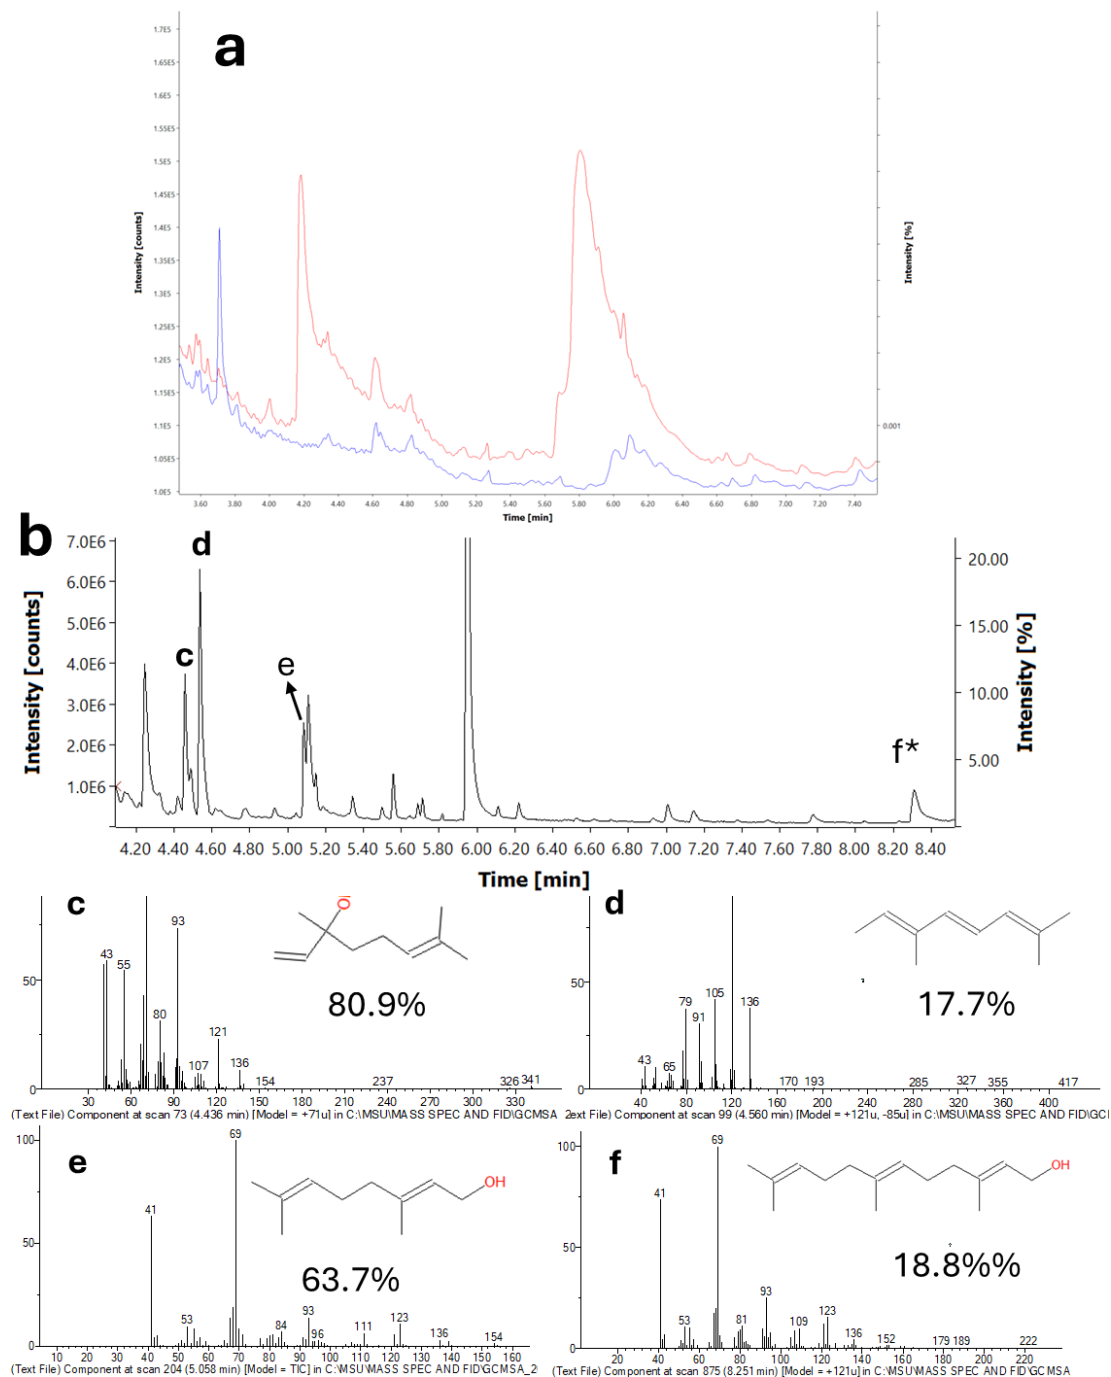 a
1.7E5
1.65E5
1.6E5
1.55E5
1.5E5
1.45E5
1.4E5
1.35E5
1.3E5
1.25E5
1.2E5
1.15E5
1.1E5
1.05E5
1.0E5
Intensity [counts]
Intensity [%]
0.001
3.60 3.80 4.00 4.20 4.40 4.60 4.80 5.00 5.20 5.40 5.60 5.80 6.00 6.20 6.40 6.60 6.80 7.00 7.20 7.40
Time [min]
b
7.0E6
6.0E6
5.0E6
4.0E6
3.0E6
2.0E6
1.0E6
Intensity [counts]
d
c
e
f*
20.00
15.00
10.00
5.00
Intensity [%]
4.20 4.40 4.60 4.80 5.00 5.20 5.40 5.60 5.80 6.00 6.20 6.40 6.60 6.80 7.00 7.20 7.40 7.60 7.80 8.00 8.20 8.40
Time [min]
c
50
0
43 55 80 93 107 121 136 154 237 326 341
80.9%
30 90 150 210 270 330
(Text File) Component at scan 73 (4.436 min) [Model = +71u] in C:\MSU\MASS SPEC AND FID\GCMSA
d
50
0
43 65 79 91 105 136 170 193 285 327 355 417
17.7%
40 80 120 160 200 240 280 320 360 400
2ext File) Component at scan 99 (4.560 min) [Model = +121u, -85u] in C:\MSU\MASS SPEC AND FID\GC
e
100
50
0
41 53 69 84 93 96 111 123 136 154
OH
63.7%
10 20 30 40 50 60 70 80 90 100 110 120 130 140 150 160
(Text File) Component at scan 204 (5.058 min) [Model = TIC] in C:\MSU\MASS SPEC AND FID\GCMSA_2
f
100
50
0
41 53 69 81 93 109 123 136 152 179 189 222
OH
18.8%%
20 40 60 80 100 120 140 160 180 200 220
(Text File) Component at scan 875 (8.251 min) [Model = +121u] in C:\MSU\MASS SPEC AND FID\GCMSA